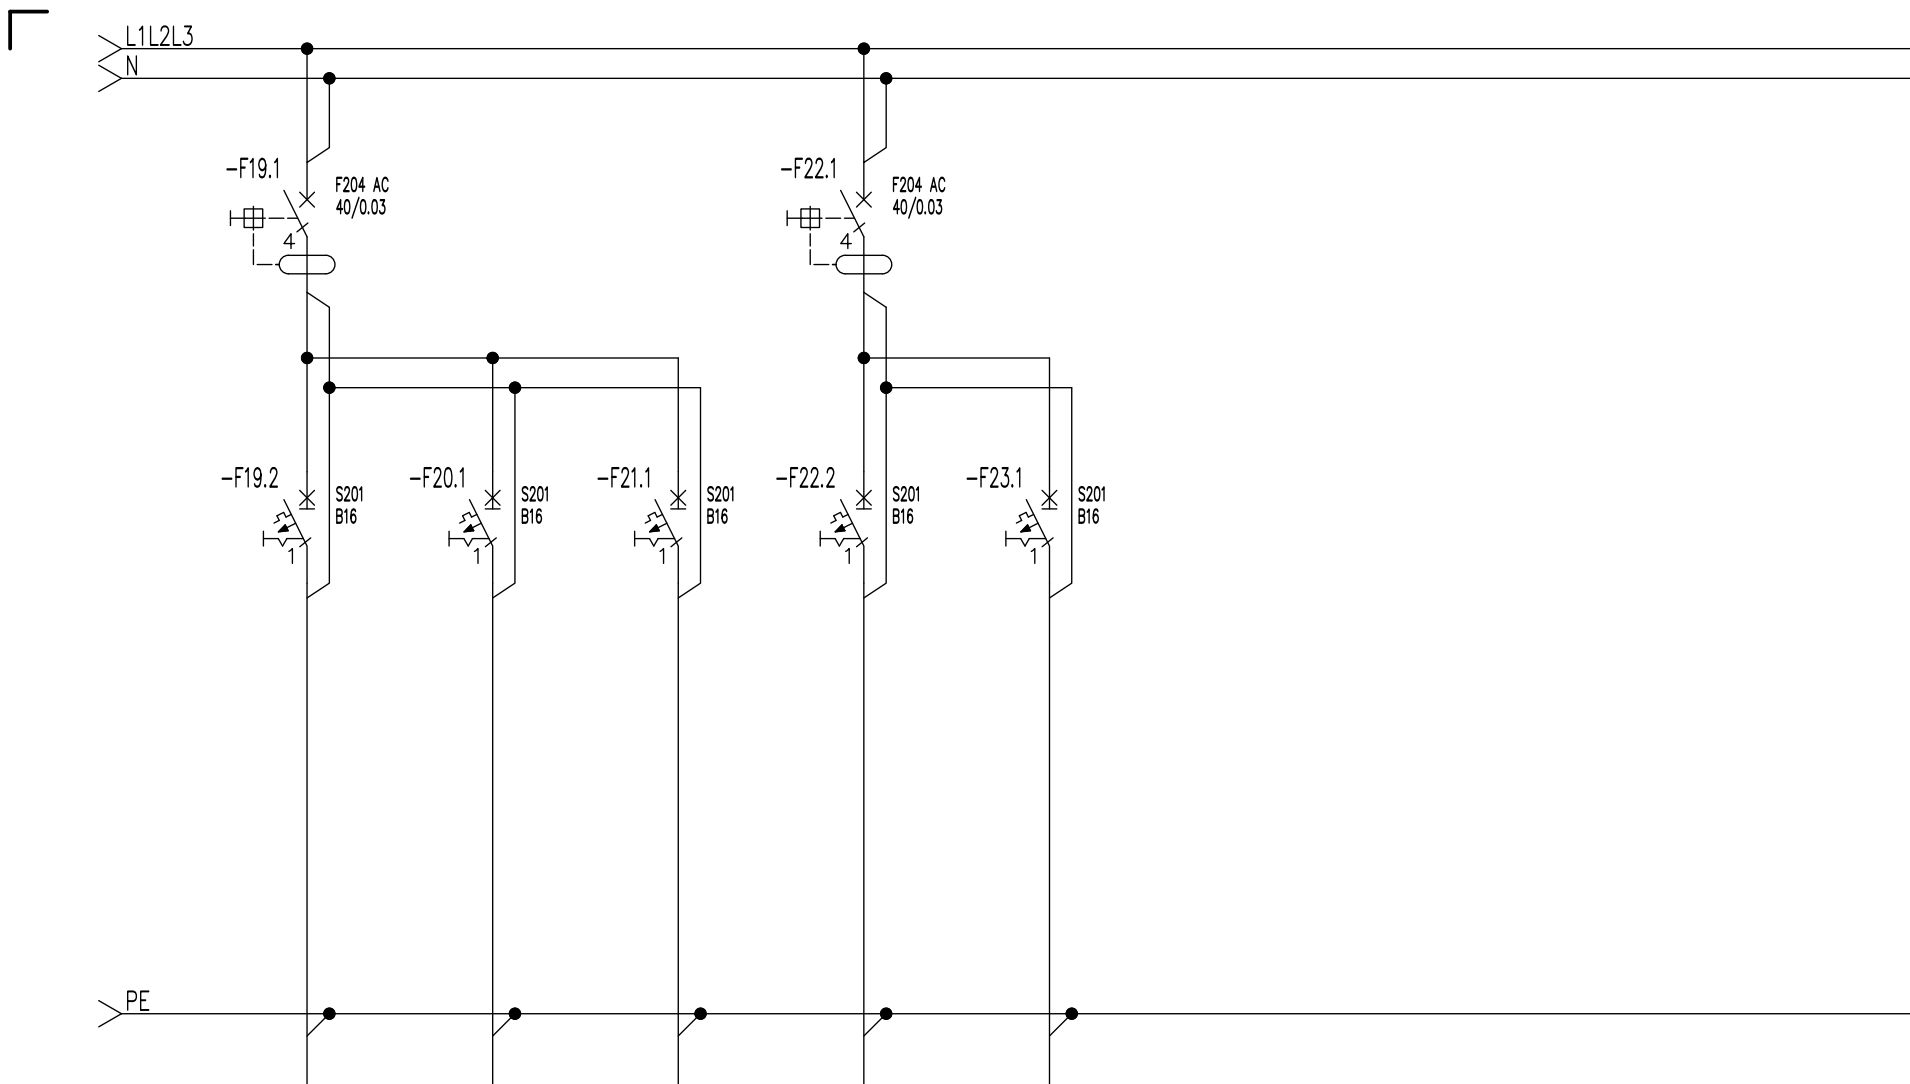 L1L2L3
N
-F19.1
F204 AC
40/0.03
4
-F22.1
F204 AC
40/0.03
4
-F19.2
S201
B16
1
-F20.1
S201
B16
1
-F21.1
S201
B16
1
-F22.2
S201
B16
1
-F23.1
S201
B16
1
PE